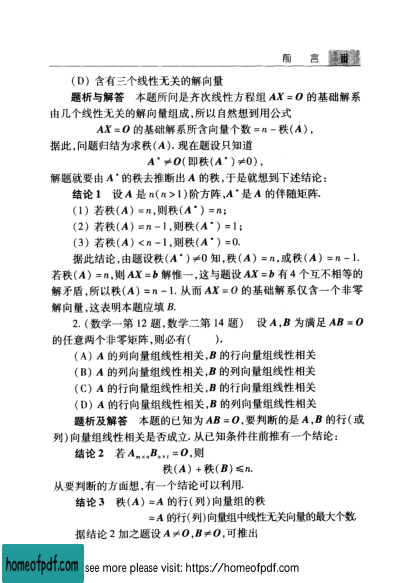 前 言 Ⅲ
(D) 含有三个线性无关的解向量
题析与解答 本题所问是齐次线性方程组 AX = O 的基础解系
由几个线性无关的解向量组成,所以自然想到用公式
AX = O 的基础解系所含向量个数 = n - 秩(A),
据此,问题归结为求秩(A). 现在题设只知道
A* ≠ O(即秩(A*) ≠ 0),
解题就要由 A* 的秩去推断出 A 的秩,于是就想到下述结论:
结论 1 设 A 是 n(n > 1)阶方阵, A* 是 A 的伴随矩阵.
(1) 若秩(A) = n,则秩(A*) = n;
(2) 若秩(A) = n - 1,则秩(A*) = 1;
(3) 若秩(A) < n - 1,则秩(A*) = 0.
据此结论,由题设秩(A*) ≠ 0 知,秩(A) = n,或秩(A) = n - 1.
若秩(A) = n,则 AX = b 解惟一,这与题设 AX = b 有 4 个互不相等的
解矛盾,所以秩(A) = n - 1. 从而 AX = O 的基础解系仅含一个非零
解向量,这表明本题应填 B.
2. (数学一第 12 题,数学二第 14 题) 设 A,B 为满足 AB = O
的任意两个非零矩阵,则必有( ).
(A) A 的列向量组线性相关,B 的行向量组线性相关
(B) A 的列向量组线性相关,B 的列向量组线性相关
(C) A 的行向量组线性相关,B 的行向量组线性相关
(D) A 的行向量组线性相关,B 的列向量组线性相关
题析及解答 本题的已知为 AB = O,要判断的是 A,B 的行(或
列)向量组线性相关是否成立. 从已知条件往前推有一个结论:
结论 2 若 AₘₓₙBₙₓₜ = O,则
秩(A) + 秩(B) ≤ n.
从要判断的方面想,有一个结论可以利用.
结论 3 秩(A) = A 的行(列)向量组的秩
= A 的行(列)向量组中线性无关向量的最大个数.
据结论 2 加之题设 A ≠ O,B ≠ O,可推出
homeofpdf.com see more please visit: https://homeofpdf.com